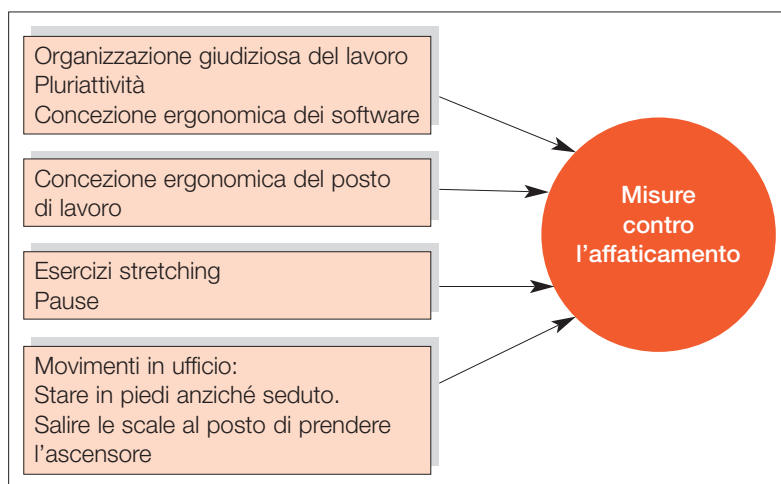 Organizzazione giudiziosa del lavoro
Pluriattività
Concezione ergonomica dei software
Concezione ergonomica del posto
di lavoro
Esercizi stretching
Pause
Movimenti in ufficio:
Stare in piedi anziché seduto.
Salire le scale al posto di prendere
l'ascensore
Misure
contro
l'affaticamento